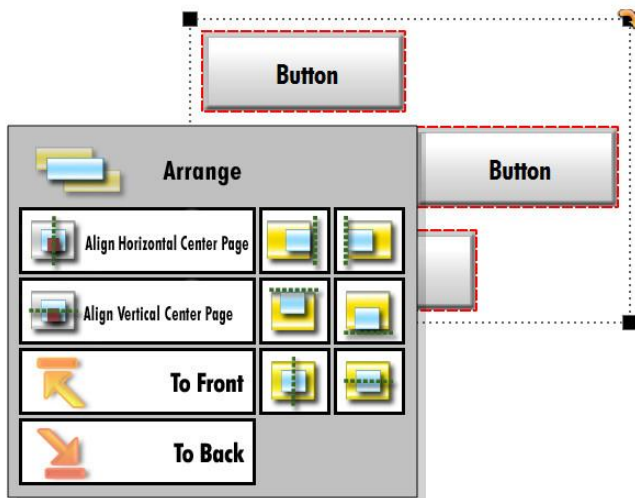 Button
Button
Arrange
Align Horizontal Center Page
Align Vertical Center Page
To Front
To Back